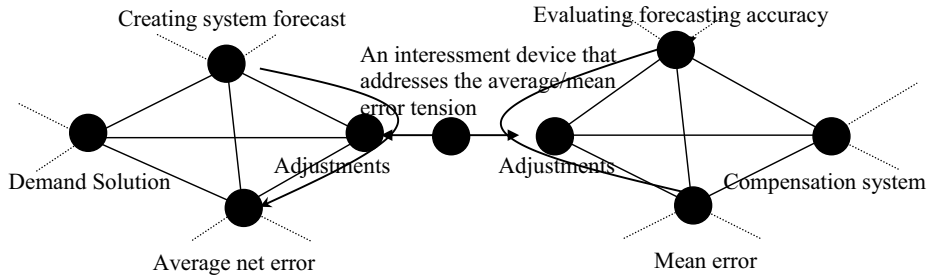 Creating system forecast
Evaluating forecasting accuracy
An interessment device that
addresses the average/mean
error tension
Adjustments
Adjustments
Demand Solution
Compensation system
Average net error
Mean error